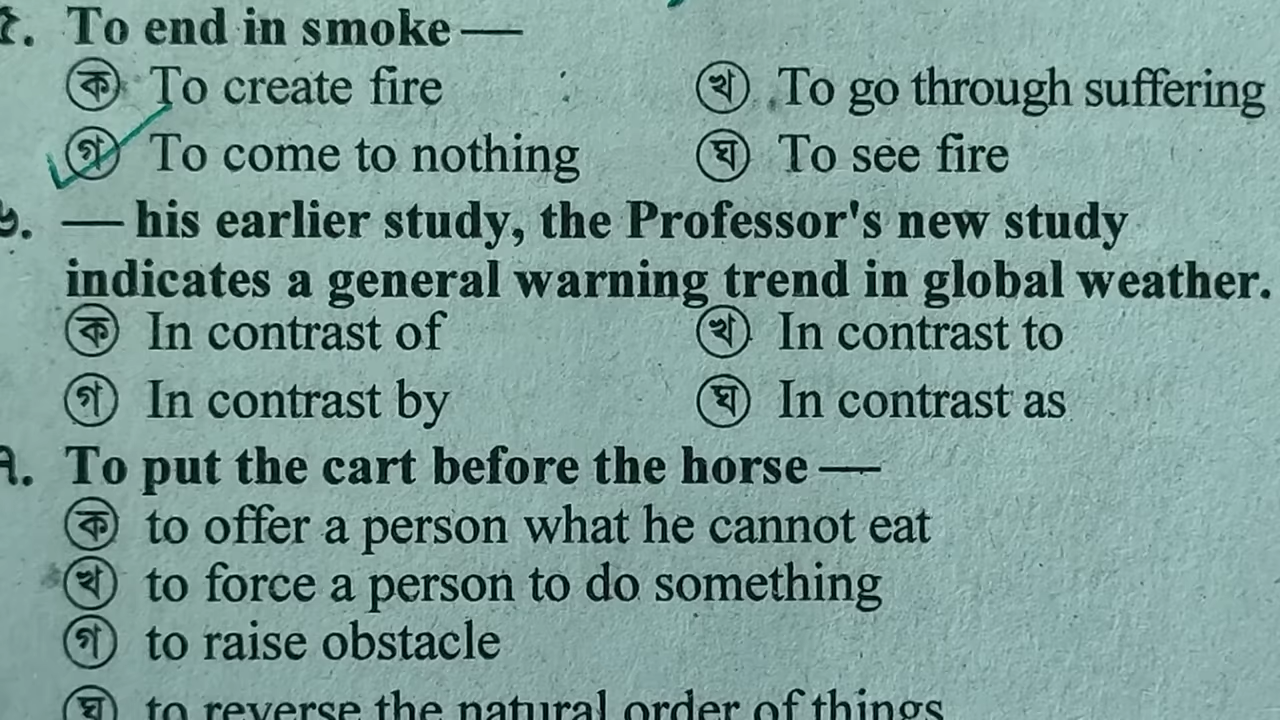 ৫. To end in smoke —
ক To create fire খ To go through suffering
গ To come to nothing ঘ To see fire
৬. — his earlier study, the Professor's new study
indicates a general warning trend in global weather.
ক In contrast of খ In contrast to
গ In contrast by ঘ In contrast as
৭. To put the cart before the horse —
ক to offer a person what he cannot eat
খ to force a person to do something
গ to raise obstacle
ঘ to reverse the natural order of things